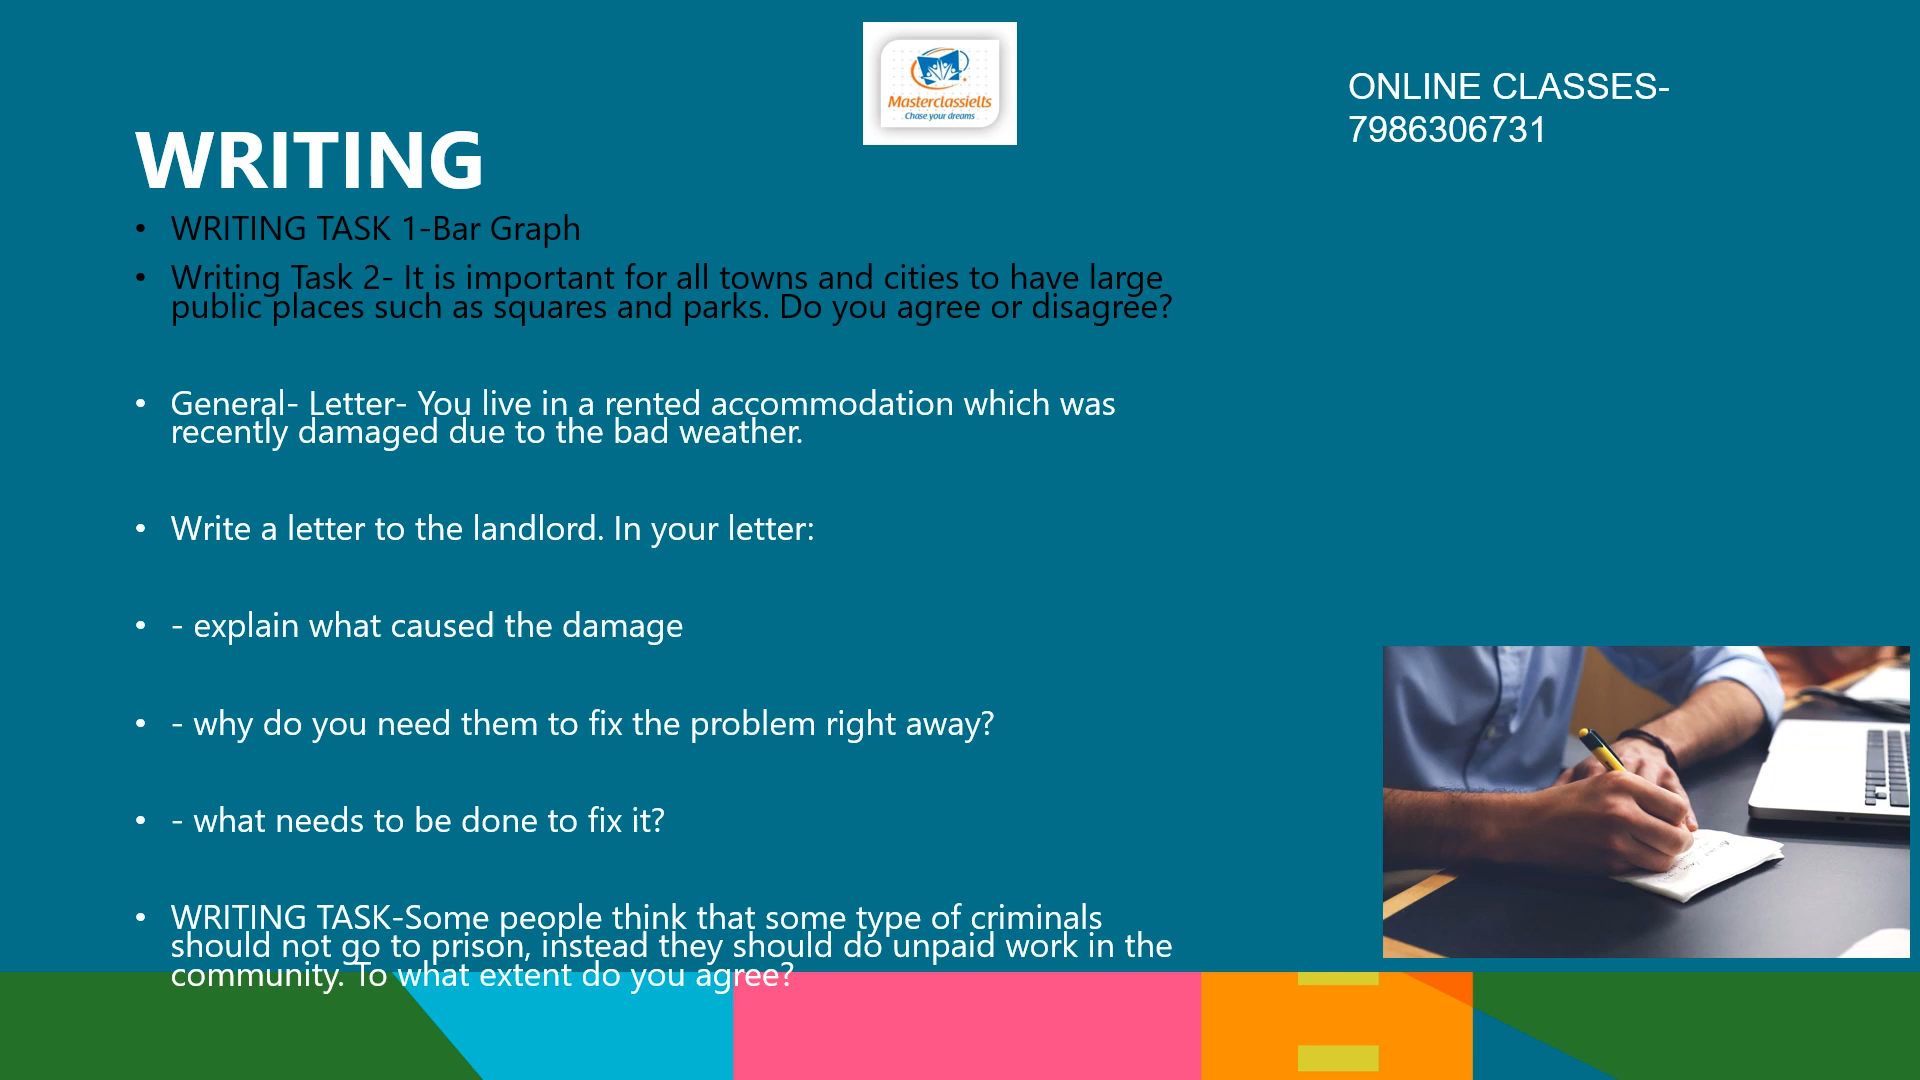 Masterclassielts
Chase your dreams
ONLINE CLASSES-
7986306731
WRITING
• WRITING TASK 1-Bar Graph
• Writing Task 2- It is important for all towns and cities to have large
public places such as squares and parks. Do you agree or disagree?
• General- Letter- You live in a rented accommodation which was
recently damaged due to the bad weather.
• Write a letter to the landlord. In your letter:
• - explain what caused the damage
• - why do you need them to fix the problem right away?
• - what needs to be done to fix it?
• WRITING TASK-Some people think that some type of criminals
should not go to prison, instead they should do unpaid work in the
community. To what extent do you agree?